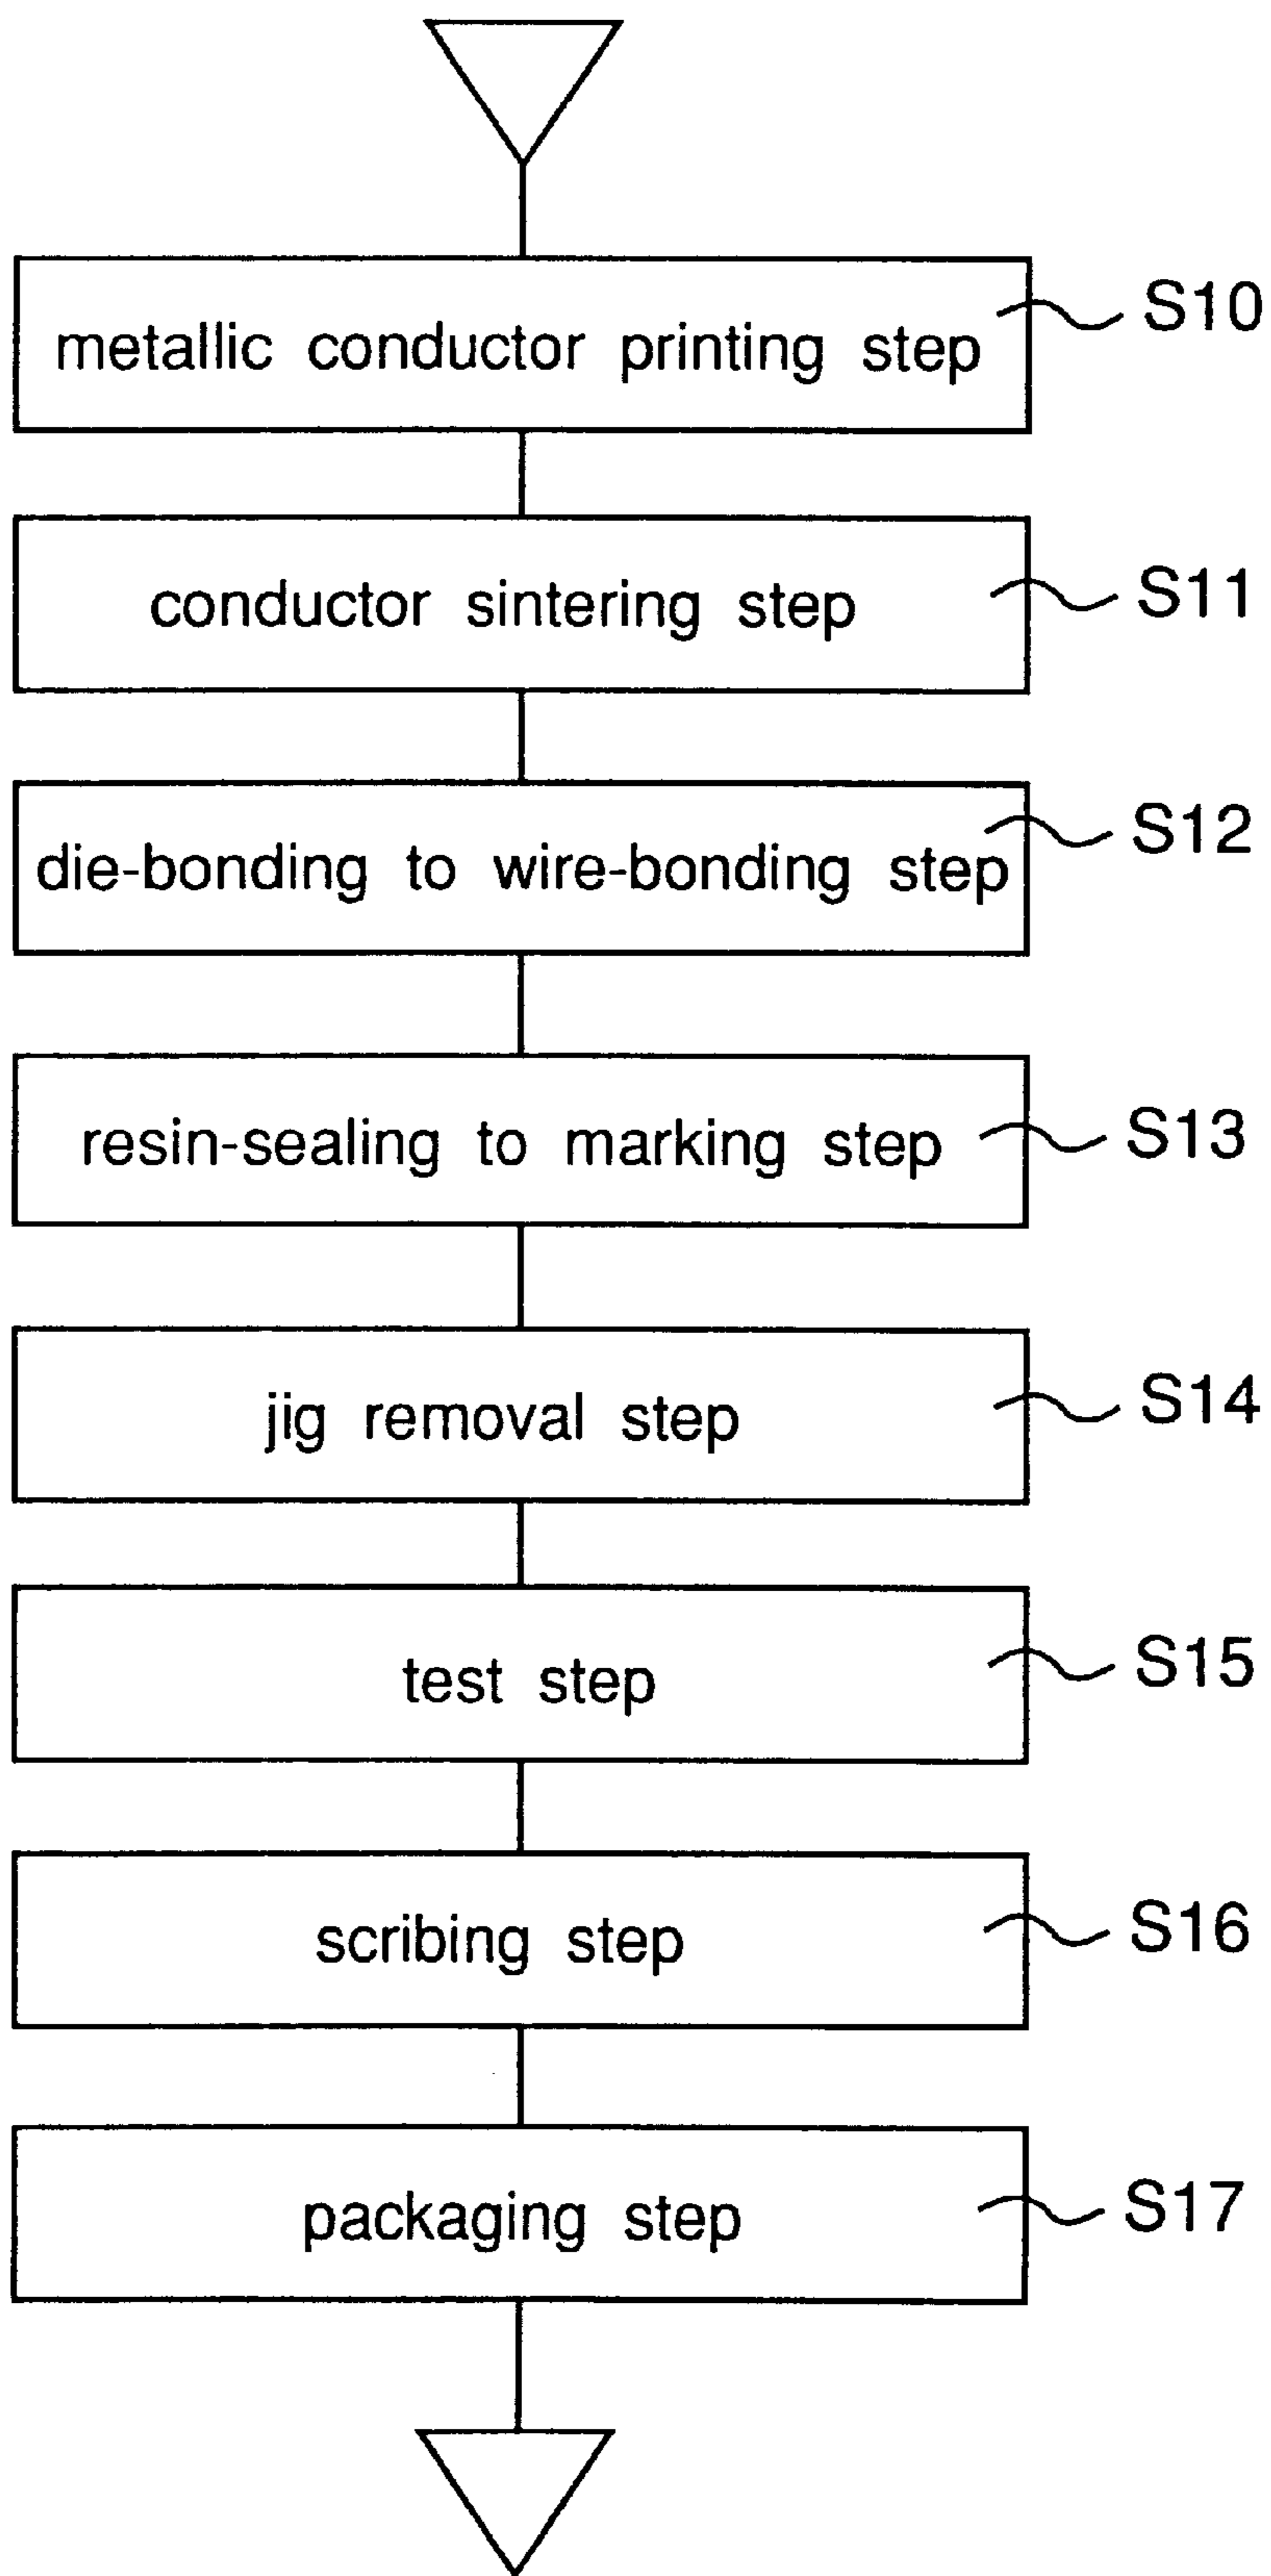 metallic conductor printing step S10
conductor sintering step S11
die-bonding to wire-bonding step S12
resin-sealing to marking step S13
jig removal step S14
test step S15
scribing step S16
packaging step S17